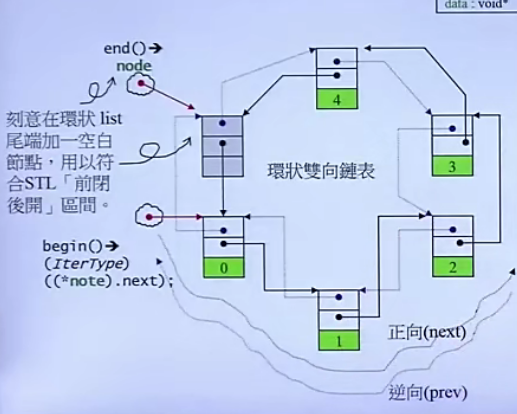 data : void*
end()→
node
刻意在環狀 list
尾端加一空白
節點，用以符
合STL「前閉
後開」區間。
環狀雙向鏈表
4
3
begin()→
(IterType)
((*note).next);
0
2
1
正向(next)
逆向(prev)